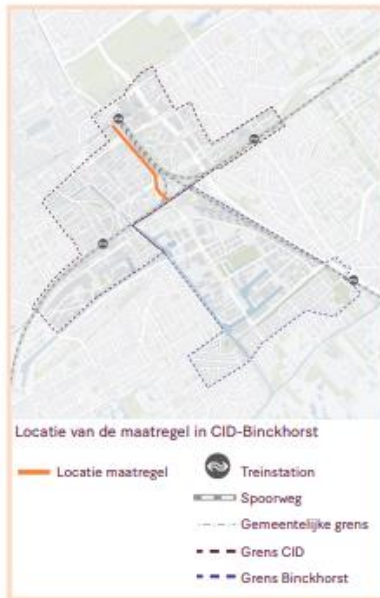 Locatie van de maatregel in CID-Binckhorst
Locatie maatregel
Treinstation
Spoorweg
Gemeentelijke grens
Grens CID
Grens Binckhorst